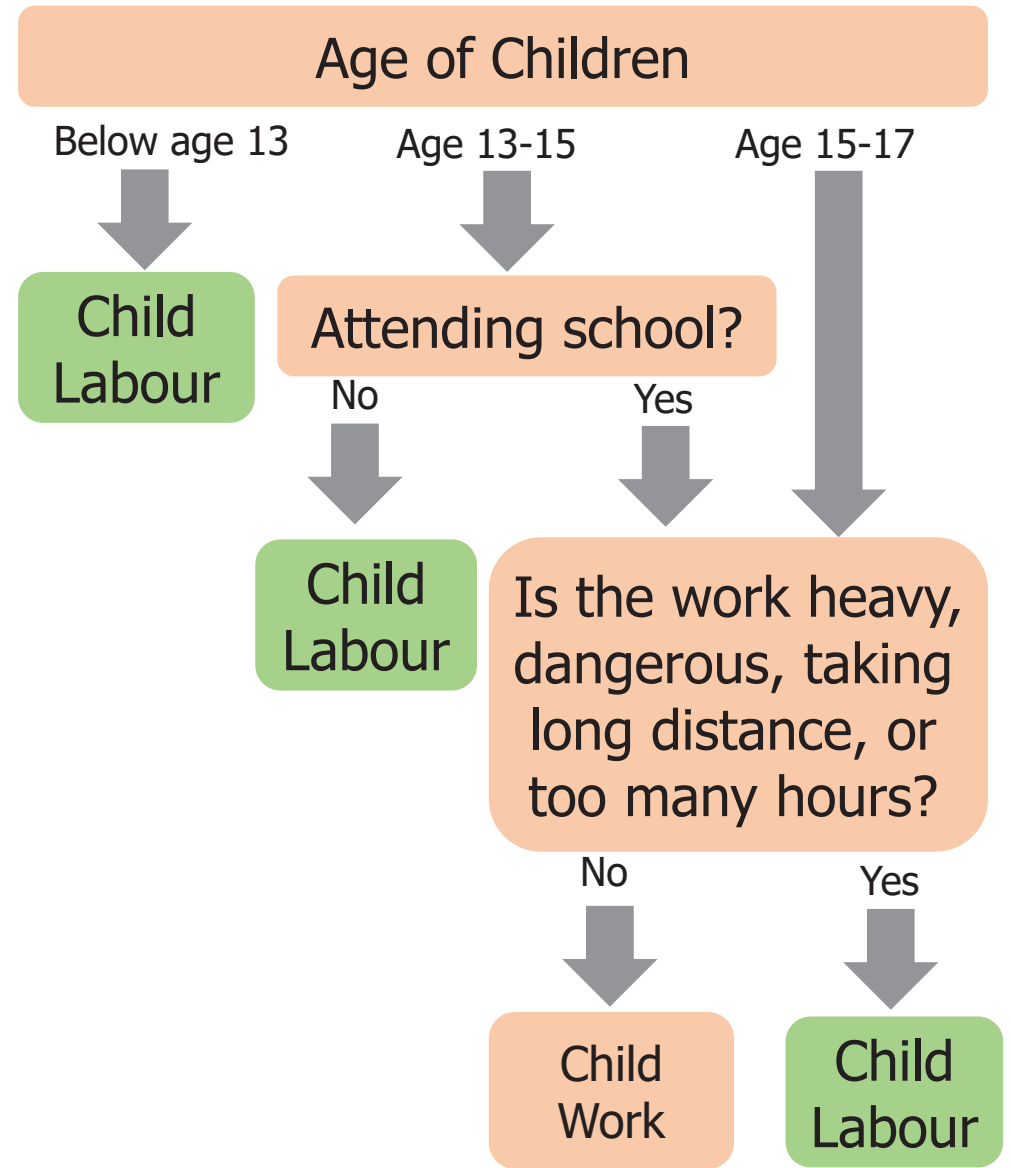 Age of Children
Below age 13
Age 13-15
Age 15-17
Child
Labour
Attending school?
No
Yes
Child
Labour
Is the work heavy,
dangerous, taking
long distance, or
too many hours?
No
Yes
Child
Work
Child
Labour